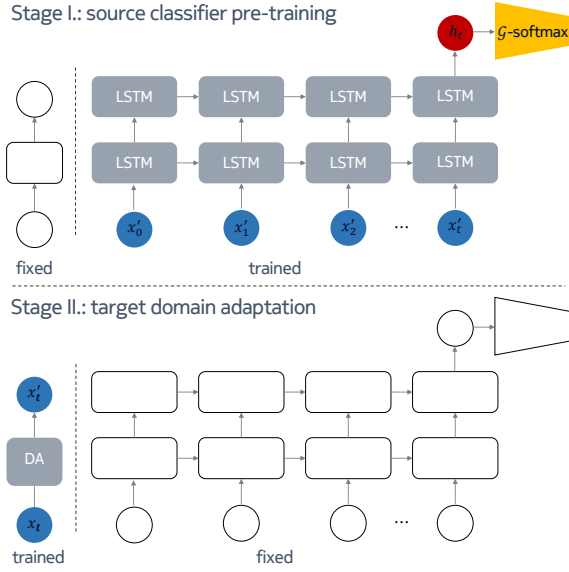 Stage I.: source classifier pre-training
h_t
𝒢-softmax
LSTM LSTM LSTM LSTM
LSTM LSTM LSTM LSTM
x′_0 x′_1 x′_2 ... x′_t
fixed trained
Stage II.: target domain adaptation
x′_t
DA
x_t ...
trained fixed